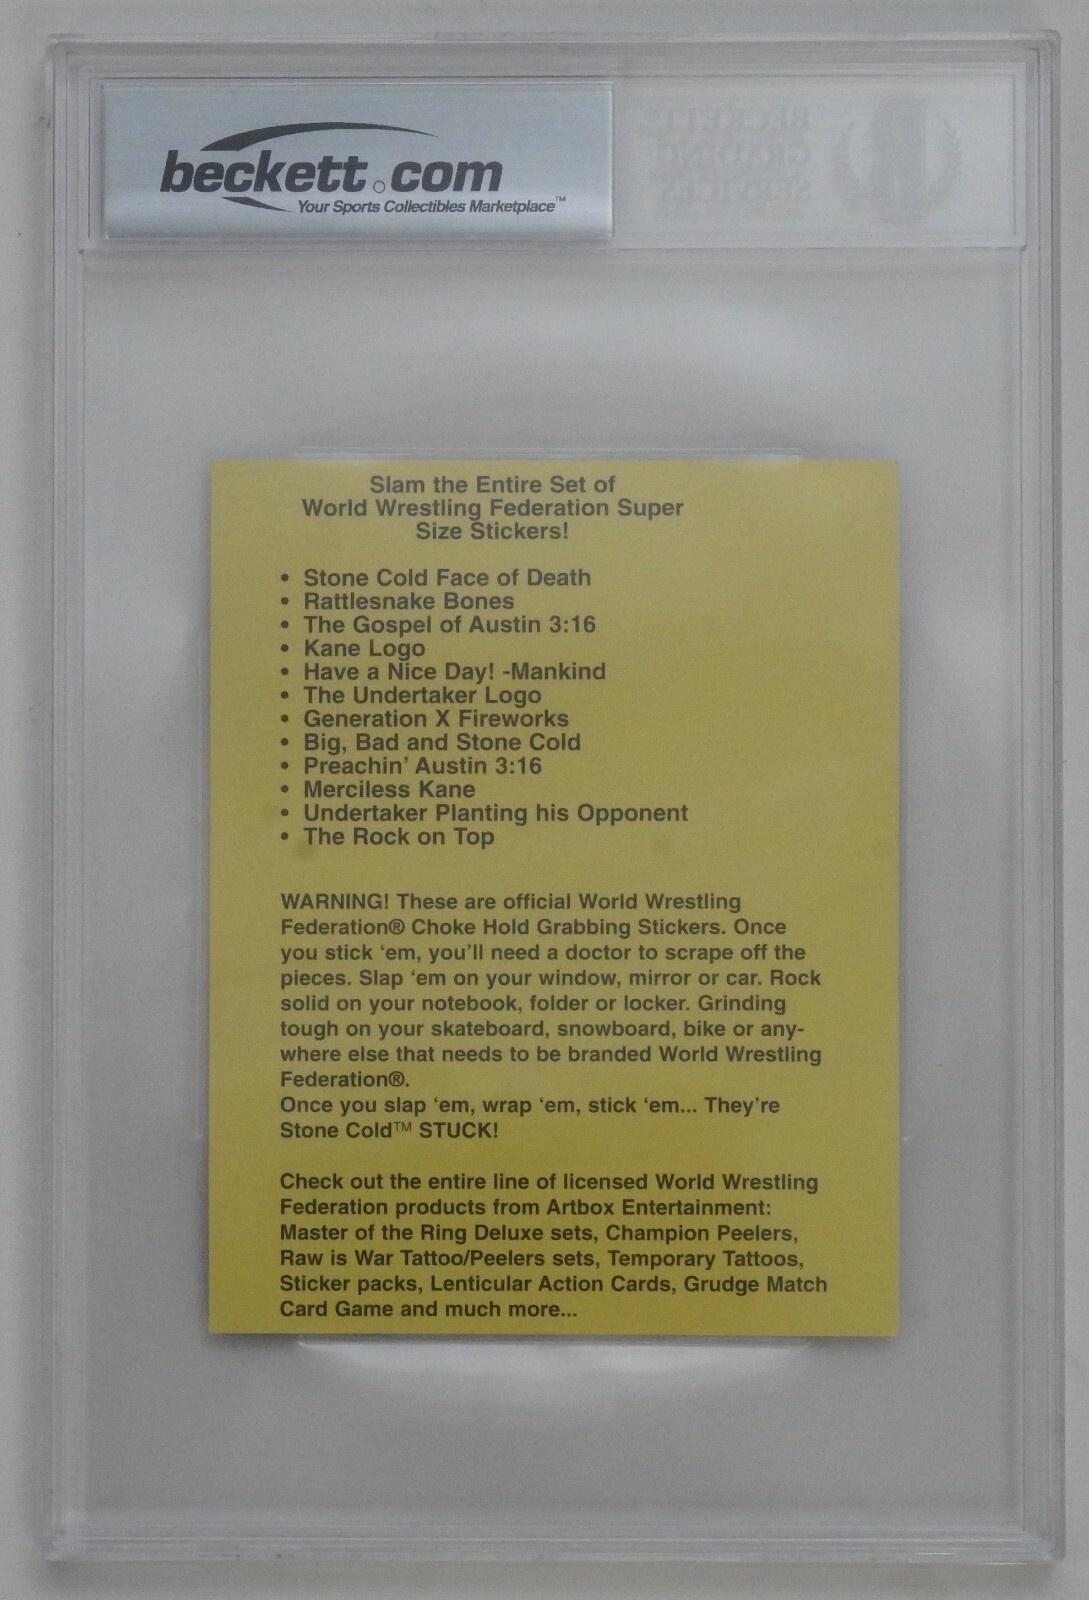 beckett.com
Your Sports Collectibles Marketplace™
BECKETT
GRADING
SERVICES
Slam the Entire Set of
World Wrestling Federation Super
Size Stickers!
• Stone Cold Face of Death
• Rattlesnake Bones
• The Gospel of Austin 3:16
• Kane Logo
• Have a Nice Day! -Mankind
• The Undertaker Logo
• Generation X Fireworks
• Big, Bad and Stone Cold
• Preachin’ Austin 3:16
• Merciless Kane
• Undertaker Planting his Opponent
• The Rock on Top
WARNING! These are official World Wrestling
Federation® Choke Hold Grabbing Stickers. Once
you stick ‘em, you’ll need a doctor to scrape off the
pieces. Slap ‘em on your window, mirror or car. Rock
solid on your notebook, folder or locker. Grinding
tough on your skateboard, snowboard, bike or any-
where else that needs to be branded World Wrestling
Federation®.
Once you slap ‘em, wrap ‘em, stick ‘em... They’re
Stone Cold™ STUCK!
Check out the entire line of licensed World Wrestling
Federation products from Artbox Entertainment:
Master of the Ring Deluxe sets, Champion Peelers,
Raw is War Tattoo/Peelers sets, Temporary Tattoos,
Sticker packs, Lenticular Action Cards, Grudge Match
Card Game and much more...